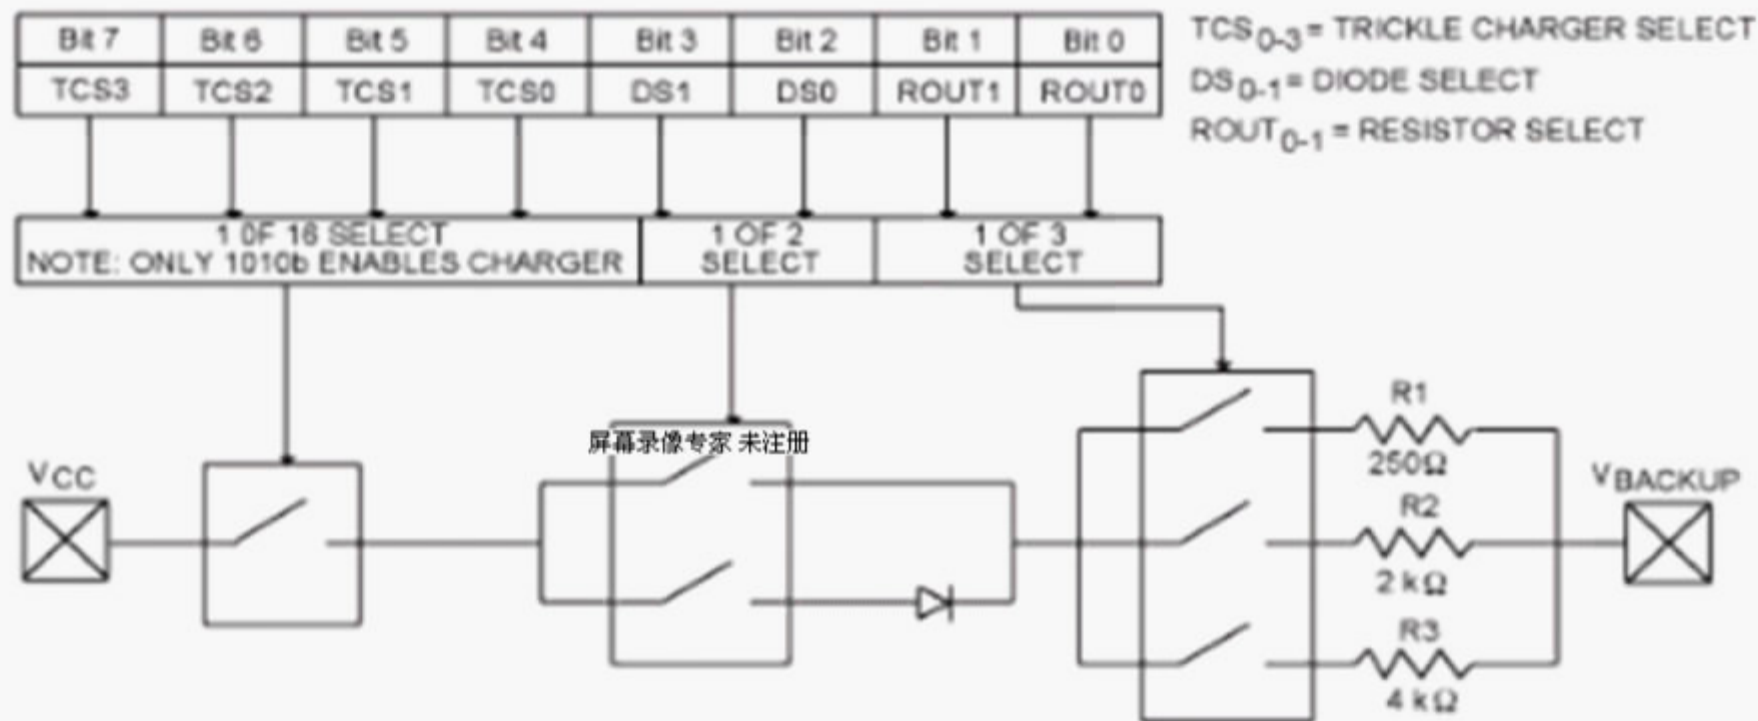 Bit 7 Bit 6 Bit 5 Bit 4 Bit 3 Bit 2 Bit 1 Bit 0
TCS3 TCS2 TCS1 TCS0 DS1 DS0 ROUT1 ROUT0
TCS0-3 = TRICKLE CHARGER SELECT
DS0-1 = DIODE SELECT
ROUT0-1 = RESISTOR SELECT
1 0F 16 SELECT
NOTE: ONLY 1010b ENABLES CHARGER
1 OF 2
SELECT
1 OF 3
SELECT
屏幕录像专家 未注册
VCC
R1
250Ω
R2
2 kΩ
R3
4 kΩ
VBACKUP